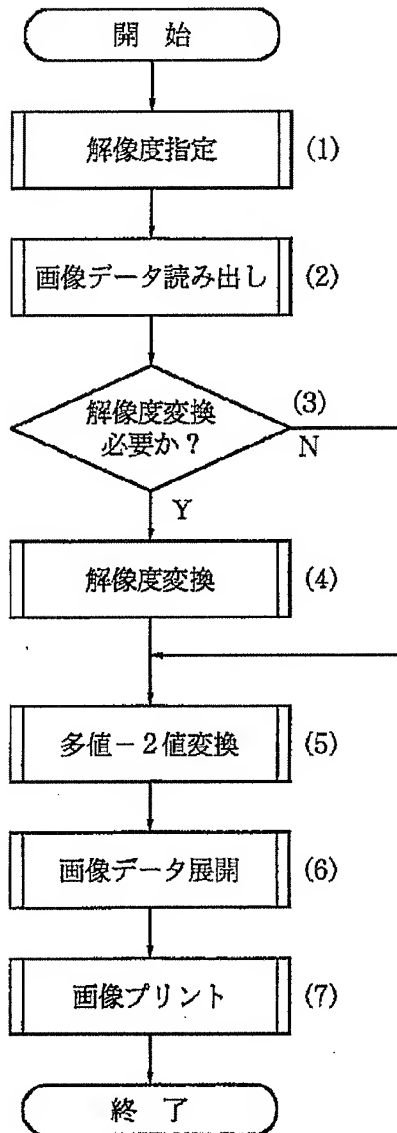 開 始
解像度指定 (1)
画像データ読み出し (2)
解像度変換 (3)
必要か？ N
Y
解像度変換 (4)
多値－2値変換 (5)
画像データ展開 (6)
画像プリント (7)
終 了